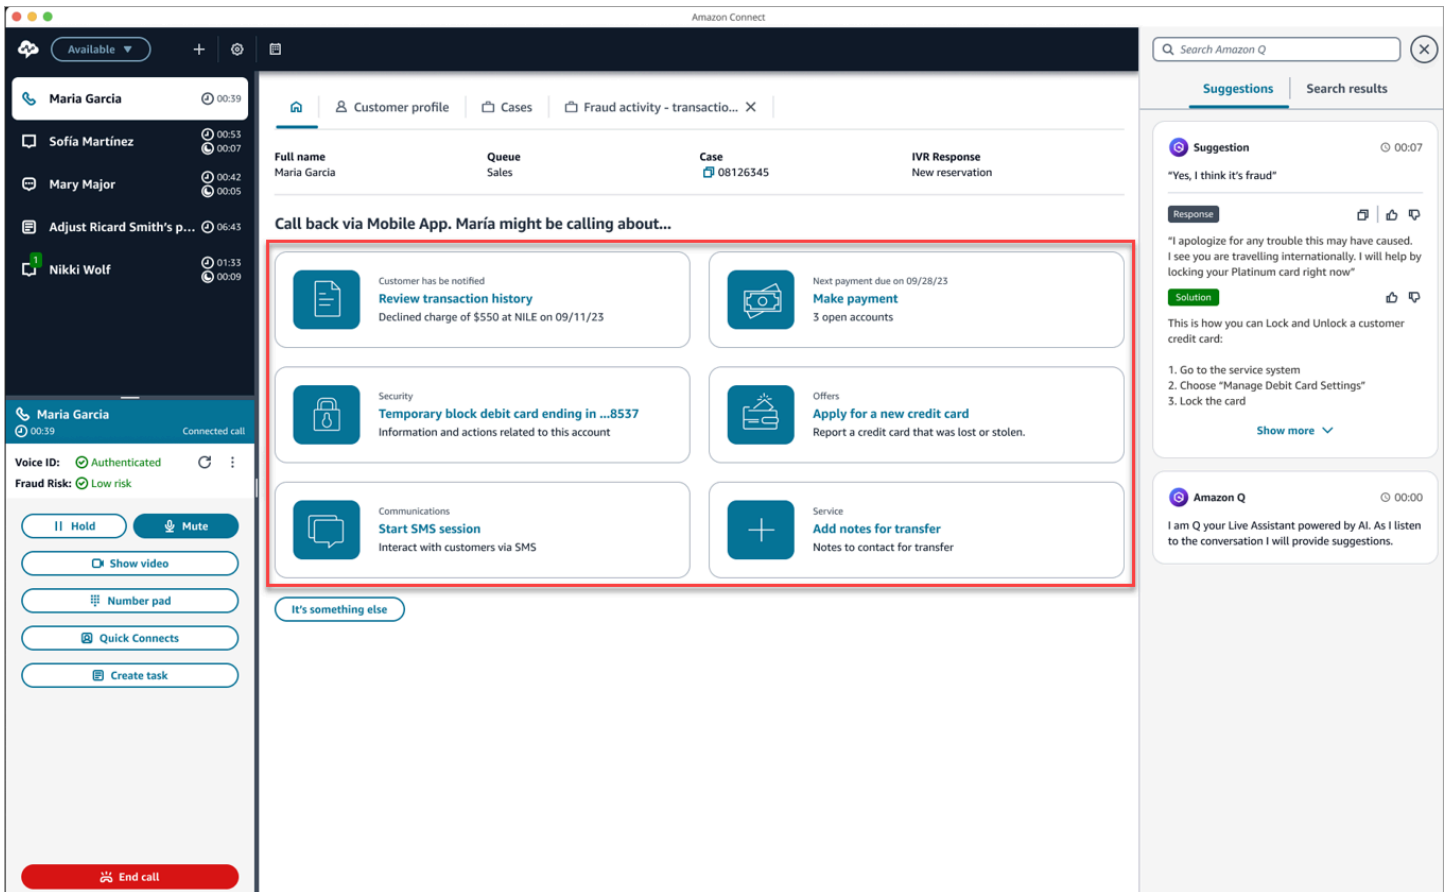 Amazon Connect
Available
Maria Garcia
00:39
Sofía Martínez
00:53
00:07
Mary Major
00:42
00:05
Adjust Ricard Smith's p...
06:43
1
Nikki Wolf
01:33
00:09
Maria Garcia
00:39
Connected call
Voice ID: Authenticated
Fraud Risk: Low risk
Hold
Mute
Show video
Number pad
Quick Connects
Create task
End call
Customer profile
Cases
Fraud activity - transactio...
Full name
Maria Garcia
Queue
Sales
Case
08126345
IVR Response
New reservation
Call back via Mobile App. María might be calling about...
Customer has be notified
Review transaction history
Declined charge of $550 at NILE on 09/11/23
Next payment due on 09/28/23
Make payment
3 open accounts
Security
Temporary block debit card ending in ...8537
Information and actions related to this account
Offers
Apply for a new credit card
Report a credit card that was lost or stolen.
Communications
Start SMS session
Interact with customers via SMS
Service
Add notes for transfer
Notes to contact for transfer
It's something else
Search Amazon Q
Suggestions
Search results
Suggestion
00:07
"Yes, I think it's fraud"
Response
"I apologize for any trouble this may have caused.
I see you are travelling internationally. I will help by
locking your Platinum card right now"
Solution
This is how you can Lock and Unlock a customer
credit card:
1. Go to the service system
2. Choose "Manage Debit Card Settings"
3. Lock the card
Show more
Amazon Q
00:00
I am Q your Live Assistant powered by AI. As I listen
to the conversation I will provide suggestions.